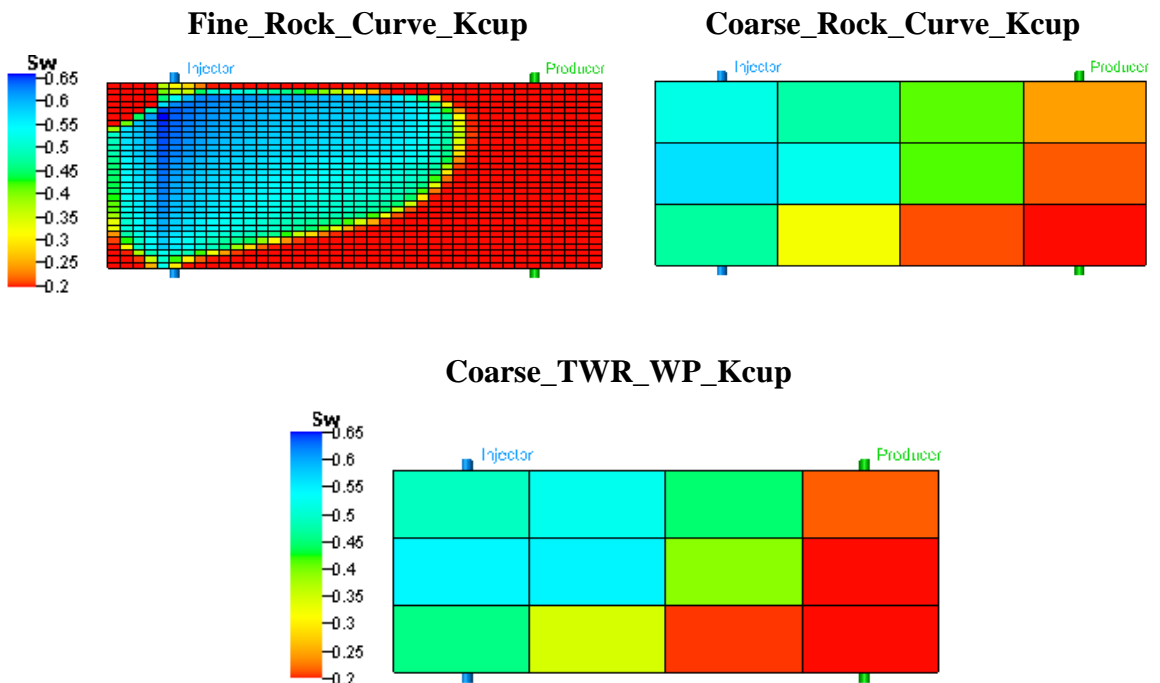 Fine_Rock_Curve_Kcup
Coarse_Rock_Curve_Kcup
Sw
0.65
0.6
0.55
0.5
0.45
0.4
0.35
0.3
0.25
0.2
Injector
Producer
Injector
Producer
Coarse_TWR_WP_Kcup
Sw
0.65
0.6
0.55
0.5
0.45
0.4
0.35
0.3
0.25
0.2
Injector
Producer